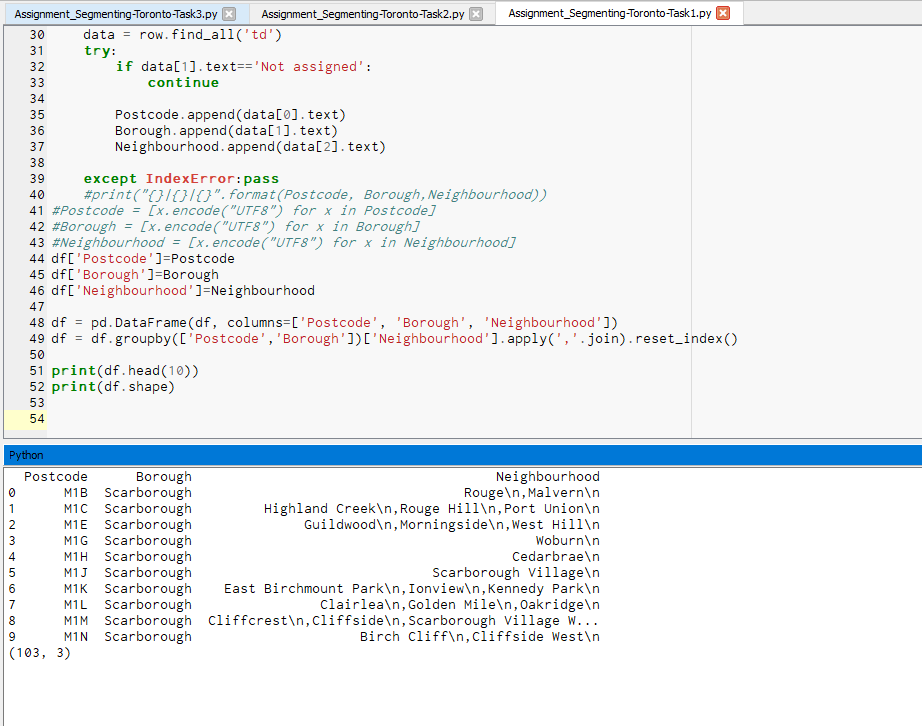 Assignment_Segmenting-Toronto-Task3.py Assignment_Segmenting-Toronto-Task2.py Assignment_Segmenting-Toronto-Task1.py
30 data = row.find_all('td')
31 try:
32 if data[1].text=='Not assigned':
33 continue
34
35 Postcode.append(data[0].text)
36 Borough.append(data[1].text)
37 Neighbourhood.append(data[2].text)
38
39 except IndexError:pass
40 #print("{}|{}|{}".format(Postcode, Borough,Neighbourhood))
41 #Postcode = [x.encode("UTF8") for x in Postcode]
42 #Borough = [x.encode("UTF8") for x in Borough]
43 #Neighbourhood = [x.encode("UTF8") for x in Neighbourhood]
44 df['Postcode']=Postcode
45 df['Borough']=Borough
46 df['Neighbourhood']=Neighbourhood
47
48 df = pd.DataFrame(df, columns=['Postcode', 'Borough', 'Neighbourhood'])
49 df = df.groupby(['Postcode','Borough'])['Neighbourhood'].apply(','.join).reset_index()
50
51 print(df.head(10))
52 print(df.shape)
53
54
Python
Postcode Borough Neighbourhood
0 M1B Scarborough Rouge\n,Malvern\n
1 M1C Scarborough Highland Creek\n,Rouge Hill\n,Port Union\n
2 M1E Scarborough Guildwood\n,Morningside\n,West Hill\n
3 M1G Scarborough Woburn\n
4 M1H Scarborough Cedarbrae\n
5 M1J Scarborough Scarborough Village\n
6 M1K Scarborough East Birchmount Park\n,Ionview\n,Kennedy Park\n
7 M1L Scarborough Clairlea\n,Golden Mile\n,Oakridge\n
8 M1M Scarborough Cliffcrest\n,Cliffside\n,Scarborough Village W...
9 M1N Scarborough Birch Cliff\n,Cliffside West\n
(103, 3)